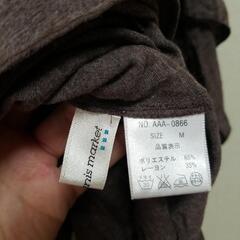 nis market
NO. AAA-0866
SIZE M
品質表示
ポリエステル 65%
レーヨン 35%